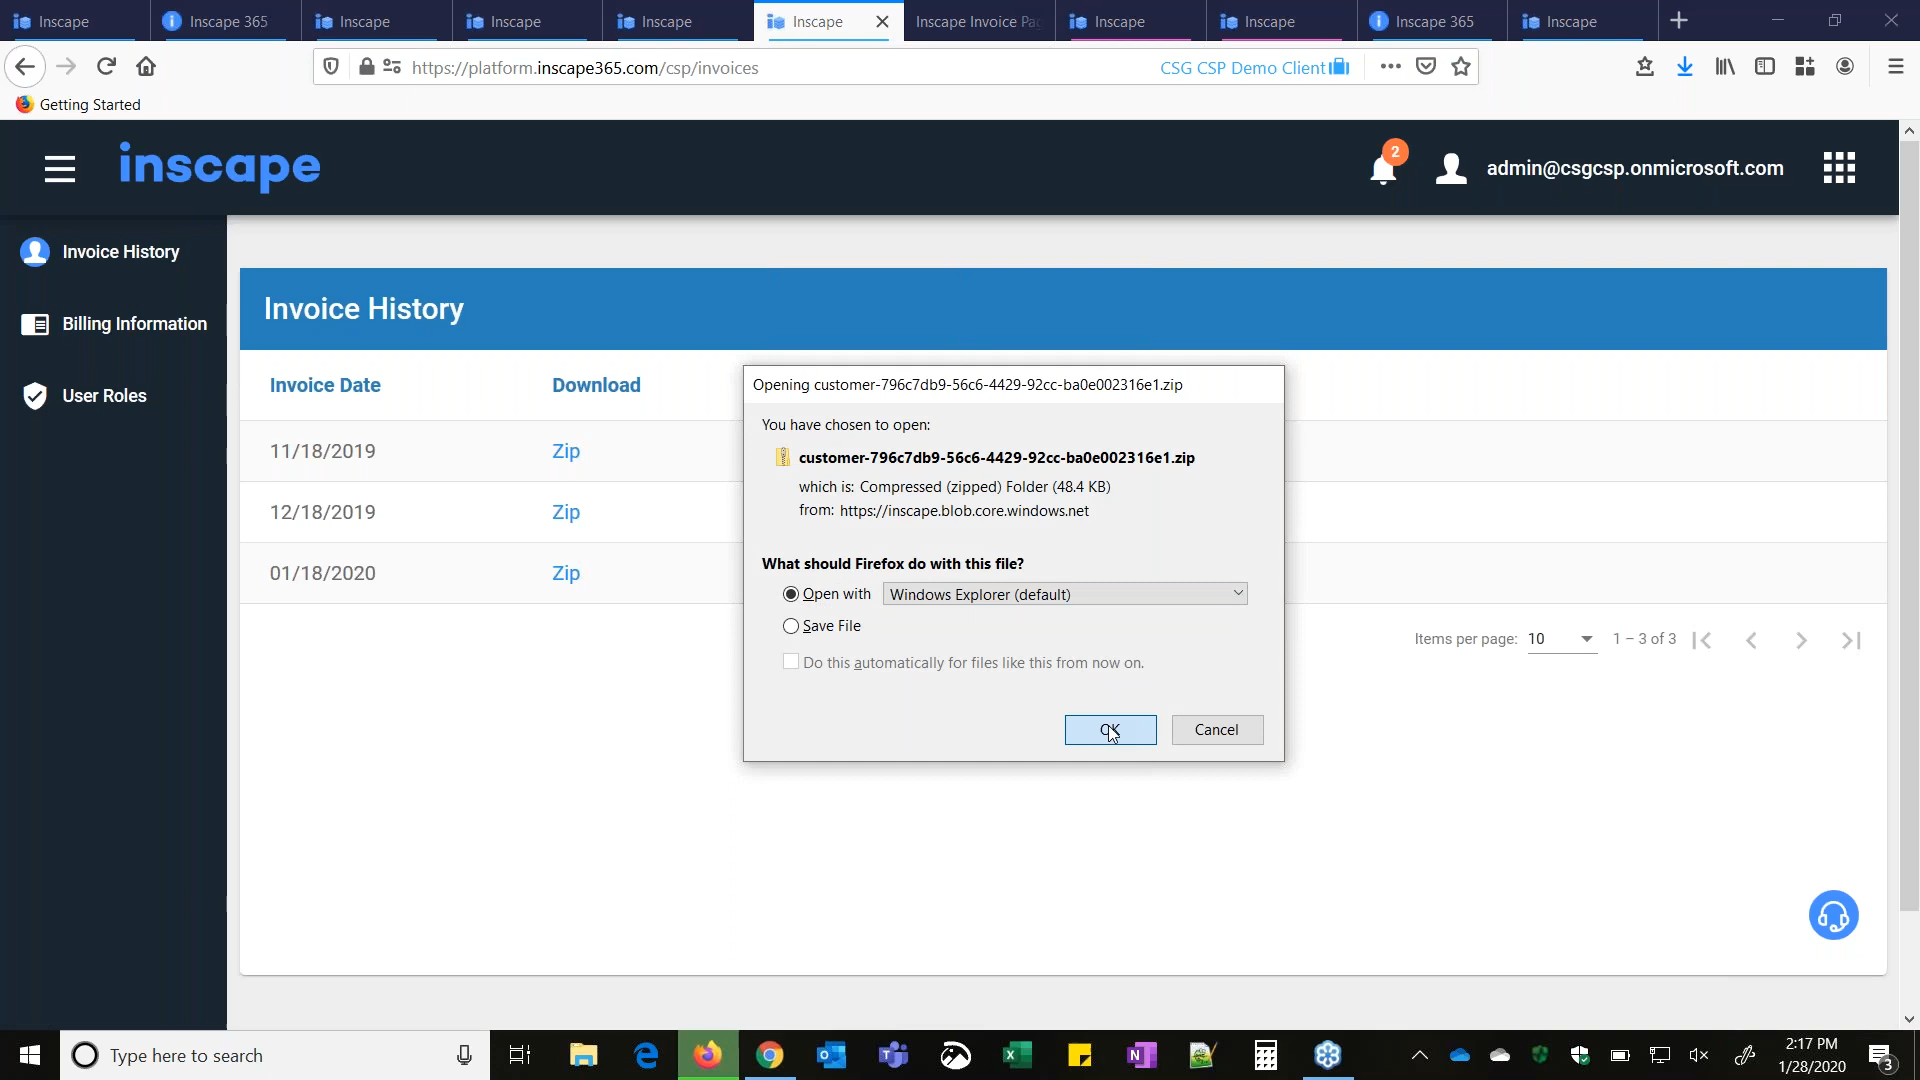 Inscape
Inscape 365
Inscape
Inscape
Inscape
Inscape
Inscape Invoice Pa
Inscape
Inscape
Inscape 365
Inscape
https://platform.inscape365.com/csp/invoices
CSG CSP Demo Client
Getting Started
inscape
2
admin@csgcsp.onmicrosoft.com
Invoice History
Billing Information
User Roles
Invoice History
Invoice Date
Download
11/18/2019
Zip
12/18/2019
Zip
01/18/2020
Zip
Items per page:
10
1 – 3 of 3
Opening customer-796c7db9-56c6-4429-92cc-ba0e002316e1.zip
You have chosen to open:
customer-796c7db9-56c6-4429-92cc-ba0e002316e1.zip
which is: Compressed (zipped) Folder (48.4 KB)
from: https://inscape.blob.core.windows.net
What should Firefox do with this file?
Open with
Windows Explorer (default)
Save File
Do this automatically for files like this from now on.
OK
Cancel
Type here to search
2:17 PM
1/28/2020
3